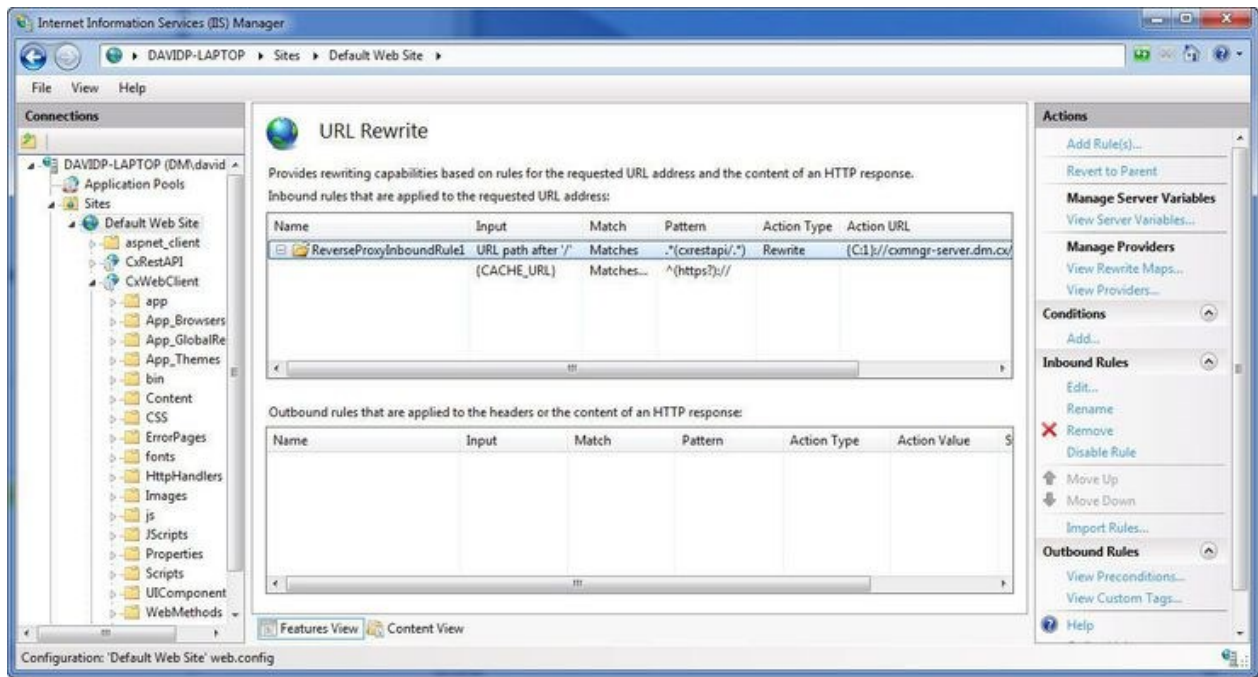 Internet Information Services (IIS) Manager
DAVIDP-LAPTOP Sites Default Web Site
File View Help
Connections
DAVIDP-LAPTOP (DM\david
Application Pools
Sites
Default Web Site
aspnet_client
CxRestAPI
CxWebClient
app
App_Browsers
App_GlobalRe
App_Themes
bin
Content
CSS
ErrorPages
fonts
HttpHandlers
Images
js
JScripts
Properties
Scripts
UIComponent
WebMethods
URL Rewrite
Provides rewriting capabilities based on rules for the requested URL address and the content of an HTTP response.
Inbound rules that are applied to the requested URL address:
Name Input Match Pattern Action Type Action URL
ReverseProxyInboundRule1 URL path after '/' Matches .*(cxrestapi/.*) Rewrite {C:1}://cxmngr-server.dm.cx/
{CACHE_URL} Matches... ^(https?)://
Outbound rules that are applied to the headers or the content of an HTTP response:
Name Input Match Pattern Action Type Action Value S
Features View Content View
Actions
Add Rule(s)...
Revert to Parent
Manage Server Variables
View Server Variables...
Manage Providers
View Rewrite Maps...
View Providers...
Conditions
Add...
Inbound Rules
Edit...
Rename
Remove
Disable Rule
Move Up
Move Down
Import Rules...
Outbound Rules
View Preconditions...
View Custom Tags...
Help
Configuration: 'Default Web Site' web.config